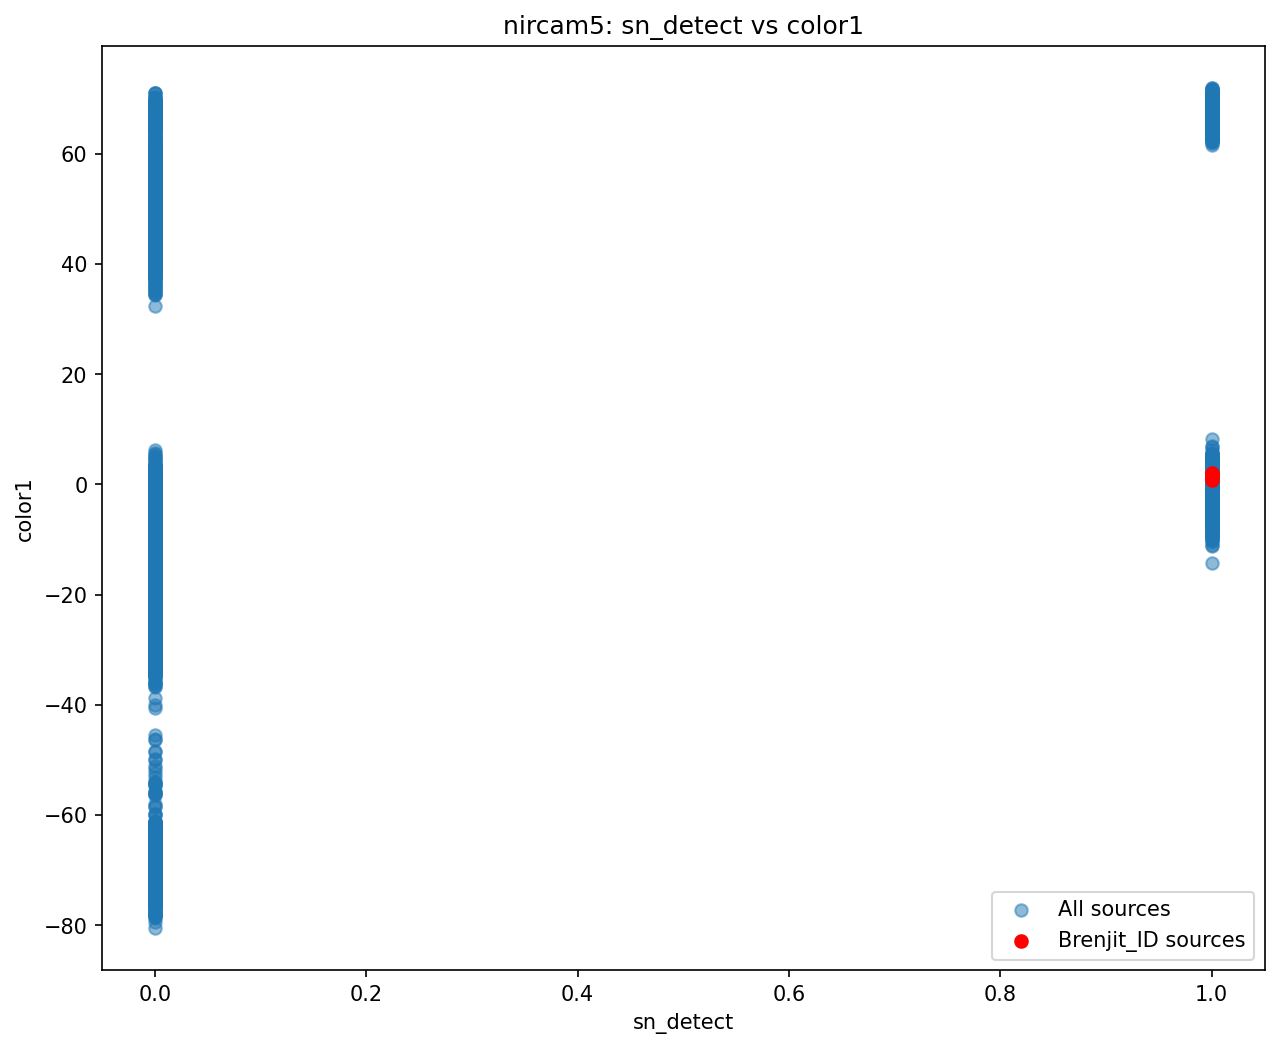 nircam5: sn_detect vs color1
60
40
20
0
−20
−40
−60
−80
color1
0.0 0.2 0.4 0.6 0.8 1.0
sn_detect
All sources
Brenjit_ID sources